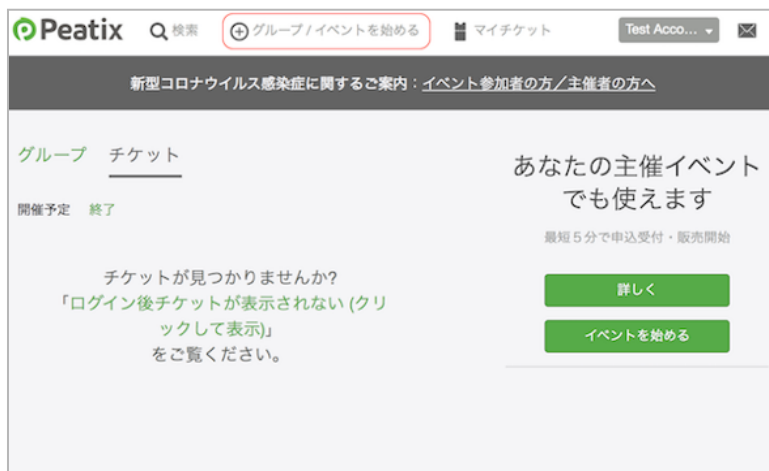 Peatix 検索 グループ / イベントを始める マイチケット Test Acco...
新型コロナウイルス感染症に関するご案内：イベント参加者の方／主催者の方へ
グループ チケット
開催予定 終了
チケットが見つかりませんか?
「ログイン後チケットが表示されない (クリ
ックして表示)」
をご覧ください。
あなたの主催イベント
でも使えます
最短５分で申込受付・販売開始
詳しく
イベントを始める